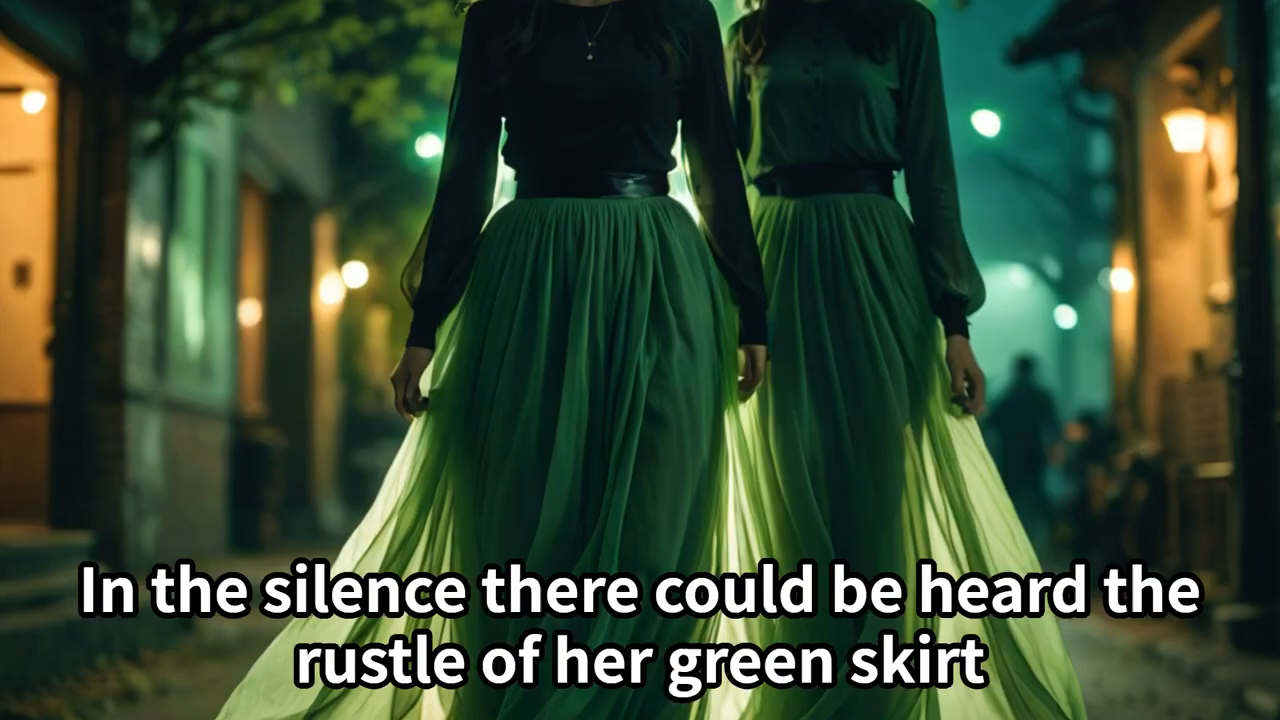 In the silence there could be heard the
rustle of her green skirt